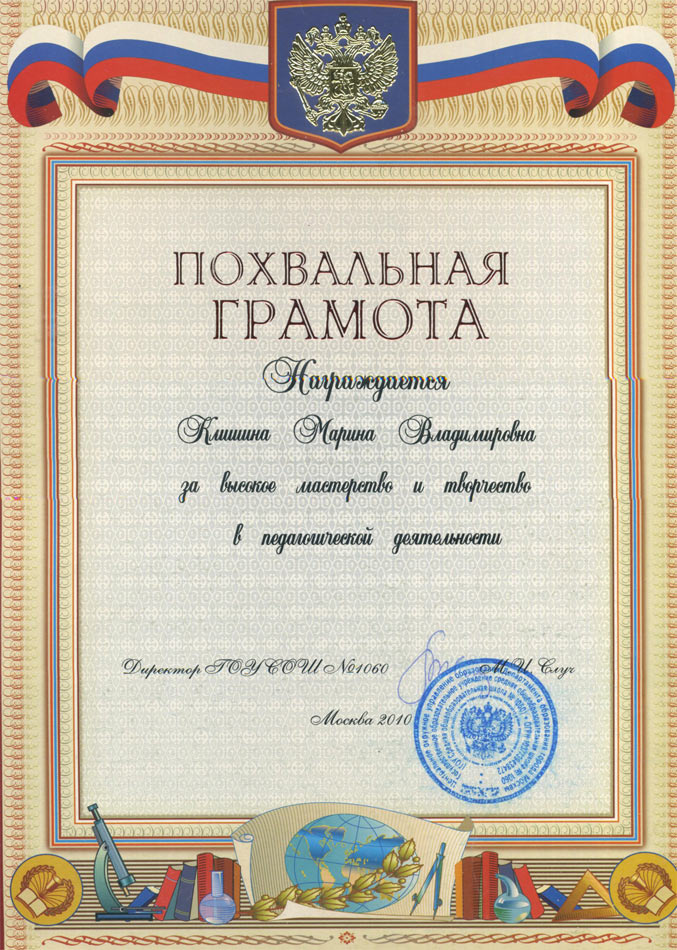 ПОХВАЛЬНАЯ
ГРАМОТА
Награждается
Клишина Марина Владимировна
за высокое мастерство и творчество
в педагогической деятельности
Директор ГОУ СОШ №1060 М И Случ
Москва 2010